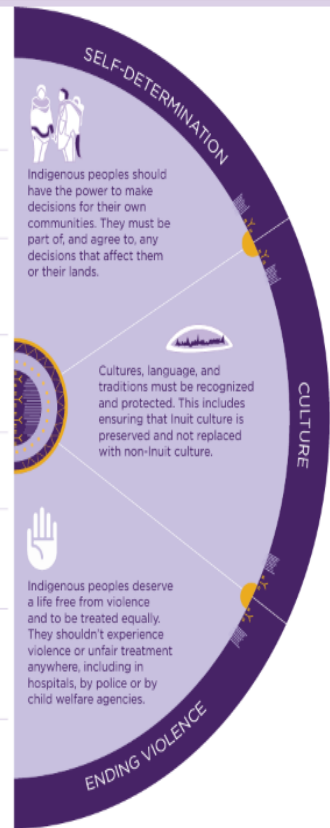 SELF-DETERMINATION
Indigenous peoples should
have the power to make
decisions for their own
communities. They must be
part of, and agree to, any
decisions that affect them
or their lands.
CULTURE
Cultures, language, and
traditions must be recognized
and protected. This includes
ensuring that Inuit culture is
preserved and not replaced
with non-Inuit culture.
Indigenous peoples deserve
a life free from violence
and to be treated equally.
They shouldn't experience
violence or unfair treatment
anywhere, including in
hospitals, by police or by
child welfare agencies.
ENDING VIOLENCE